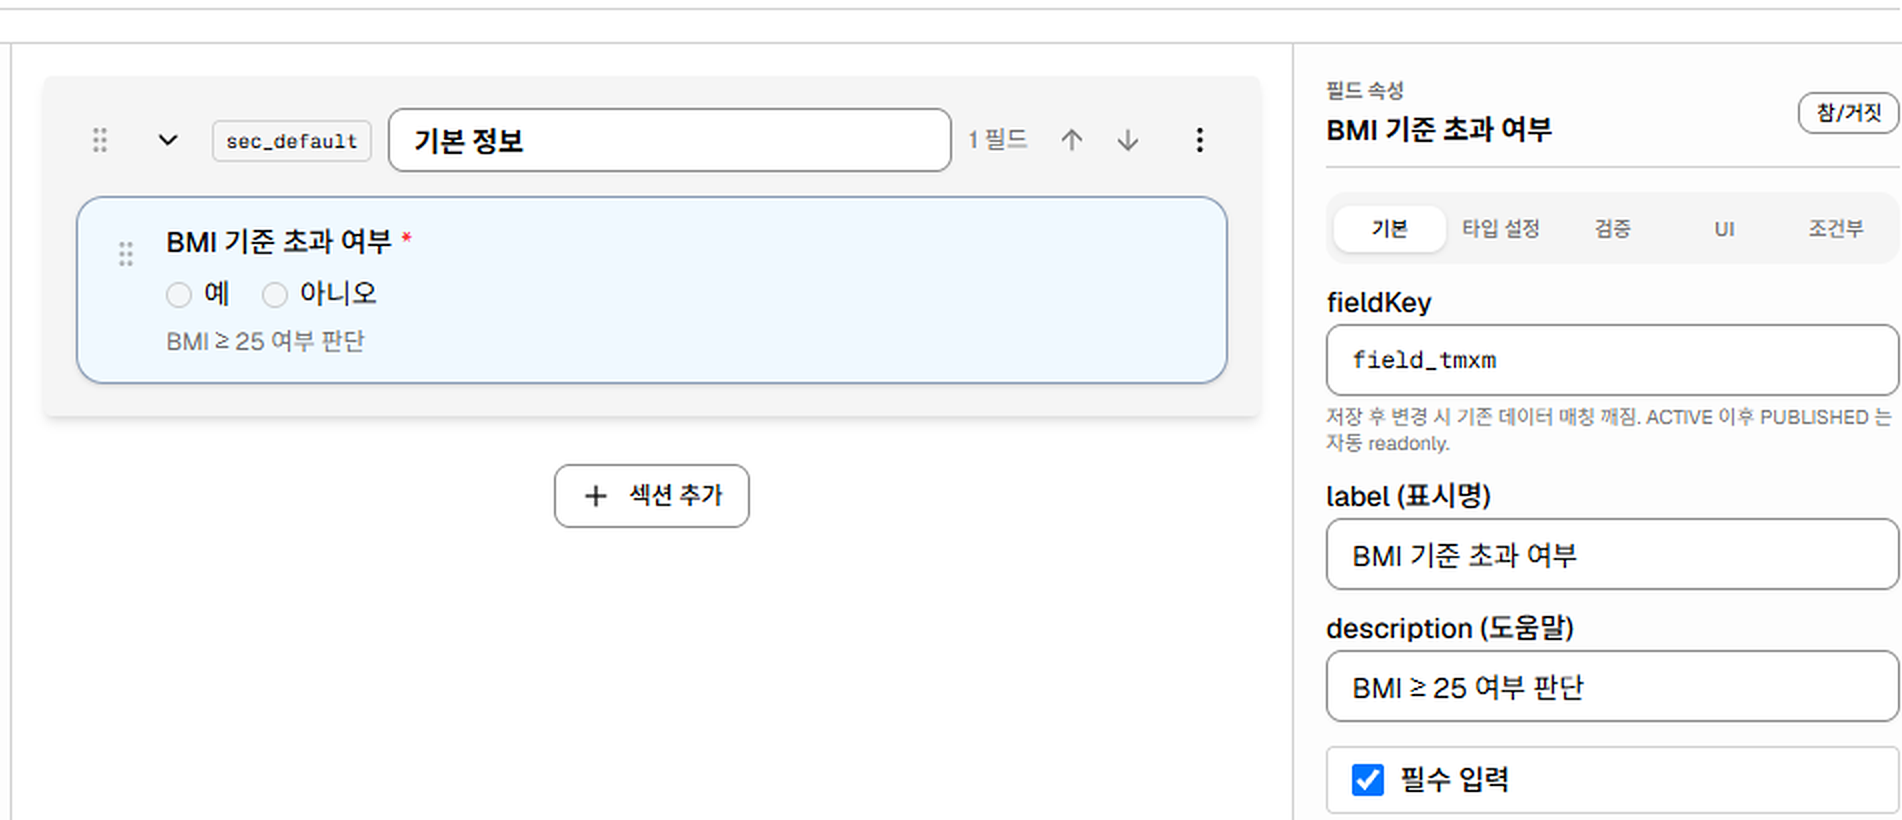 sec_default 기본 정보 1 필드
BMI 기준 초과 여부 *
예 아니오
BMI ≥ 25 여부 판단
섹션 추가
필드 속성
BMI 기준 초과 여부
참/거짓
기본 타입 설정 검증 UI 조건부
fieldKey
field_tmxm
저장 후 변경 시 기존 데이터 매칭 깨짐. ACTIVE 이후 PUBLISHED 는
자동 readonly.
label (표시명)
BMI 기준 초과 여부
description (도움말)
BMI ≥ 25 여부 판단
필수 입력